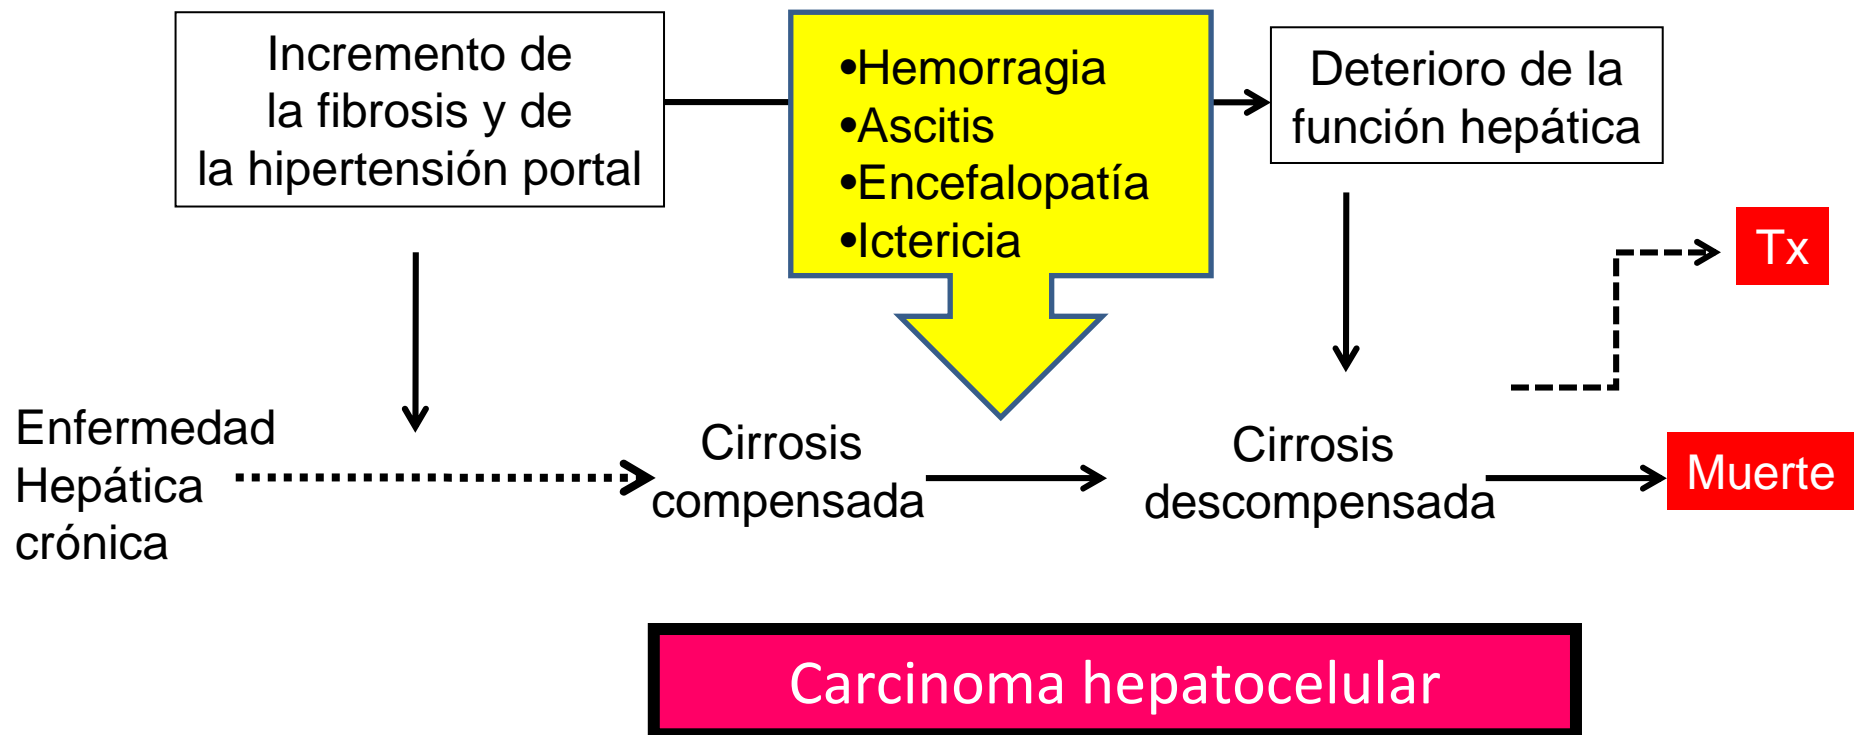 Incremento de
la fibrosis y de
la hipertensión portal
•Hemorragia
•Ascitis
•Encefalopatía
•Ictericia
Deterioro de la
función hepática
Tx
Enfermedad
Hepática
crónica
Cirrosis
compensada
Cirrosis
descompensada
Muerte
Carcinoma hepatocelular